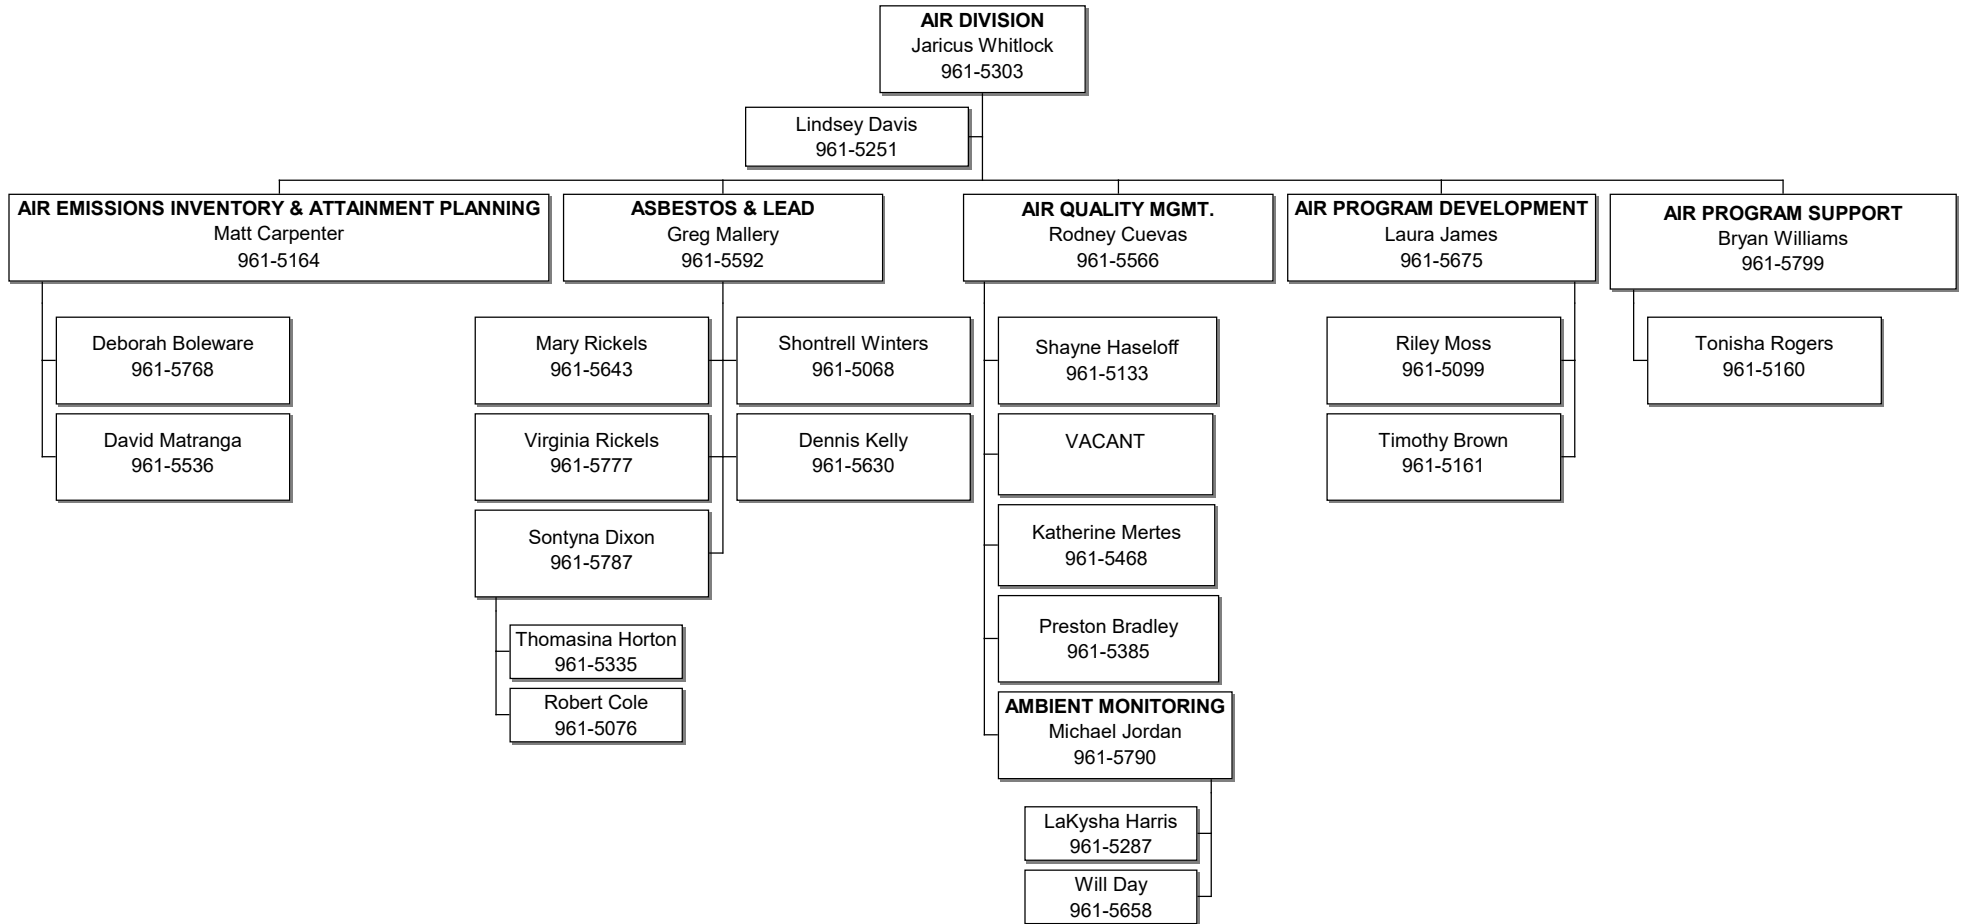 AIR DIVISION
Jaricus Whitlock
961-5303
Lindsey Davis
961-5251
AIR EMISSIONS INVENTORY & ATTAINMENT PLANNING
Matt Carpenter
961-5164
ASBESTOS & LEAD
Greg Mallery
961-5592
AIR QUALITY MGMT.
Rodney Cuevas
961-5566
AIR PROGRAM DEVELOPMENT
Laura James
961-5675
AIR PROGRAM SUPPORT
Bryan Williams
961-5799
Deborah Boleware
961-5768
David Matranga
961-5536
Mary Rickels
961-5643
Shontrell Winters
961-5068
Virginia Rickels
961-5777
Dennis Kelly
961-5630
Sontyna Dixon
961-5787
Thomasina Horton
961-5335
Robert Cole
961-5076
Shayne Haseloff
961-5133
VACANT
Katherine Mertes
961-5468
Preston Bradley
961-5385
AMBIENT MONITORING
Michael Jordan
961-5790
LaKysha Harris
961-5287
Will Day
961-5658
Riley Moss
961-5099
Timothy Brown
961-5161
Tonisha Rogers
961-5160